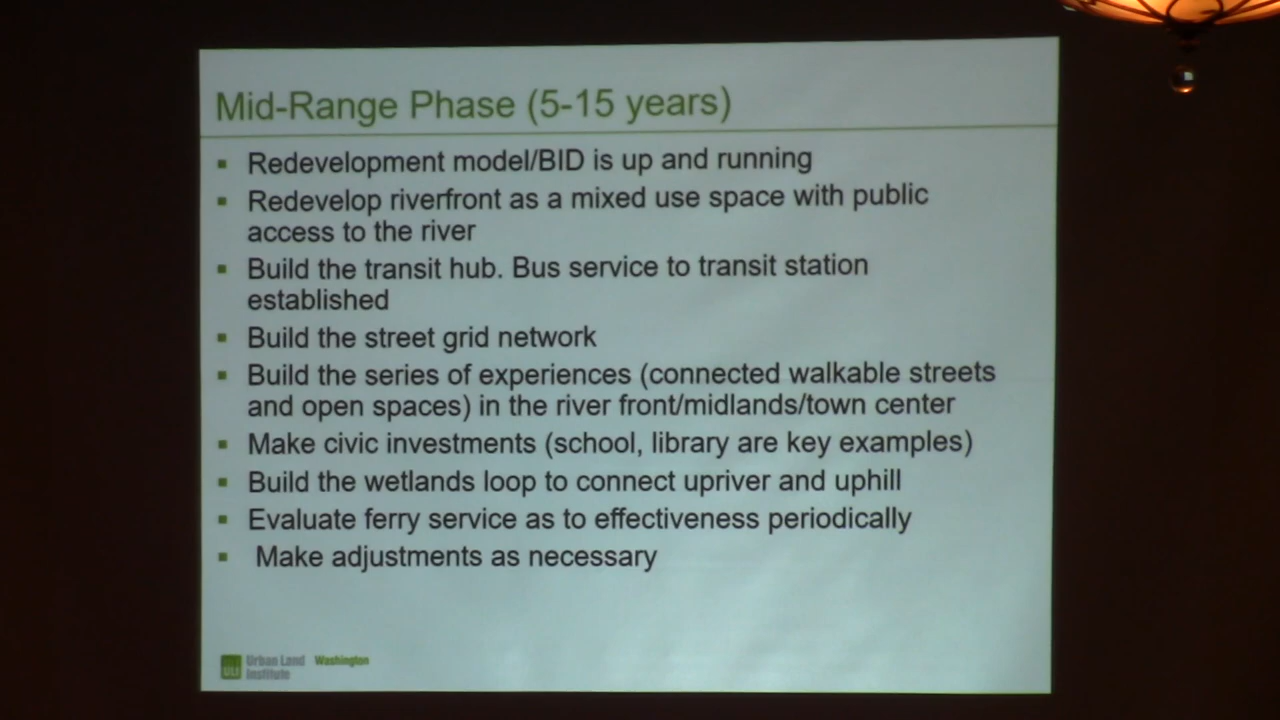 Mid-Range Phase (5-15 years)
▪ Redevelopment model/BID is up and running
▪ Redevelop riverfront as a mixed use space with public
access to the river
▪ Build the transit hub. Bus service to transit station
established
▪ Build the street grid network
▪ Build the series of experiences (connected walkable streets
and open spaces) in the river front/midlands/town center
▪ Make civic investments (school, library are key examples)
▪ Build the wetlands loop to connect upriver and uphill
▪ Evaluate ferry service as to effectiveness periodically
▪ Make adjustments as necessary
ULI Urban Land Washington
Institute